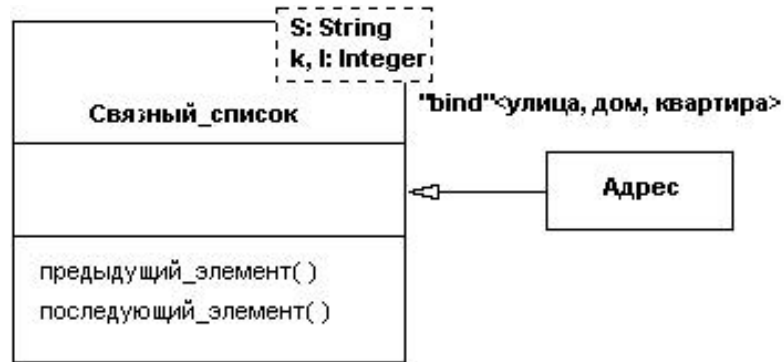 S: String
k, l: Integer
Связный_список
"bind"<улица, дом, квартира>
Адрес
предыдущий_элемент( )
последующий_элемент( )